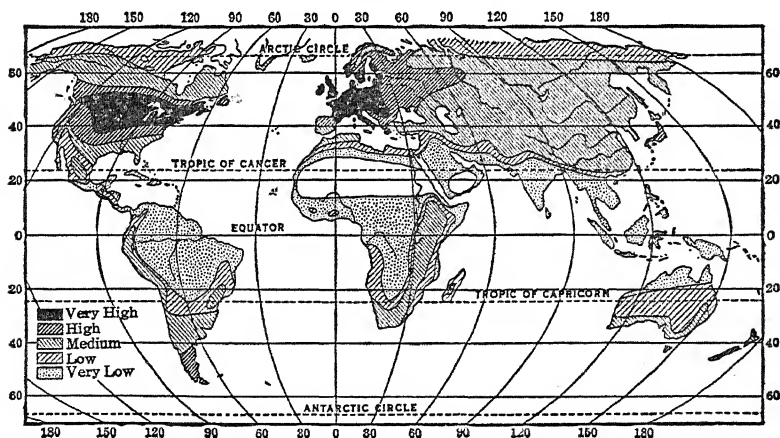 180 150 120 90 60 30 0 30 60 90 120 150 180
ARCTIC CIRCLE
80 60
40 40
TROPIC OF CANCER
20 20
EQUATOR
0 0
20 20
TROPIC OF CAPRICORN
Very High
High
Medium
Low
Very Low
40 40
60 60
ANTARCTIC CIRCLE
180 150 120 90 60 30 0 30 60 90 120 150 180